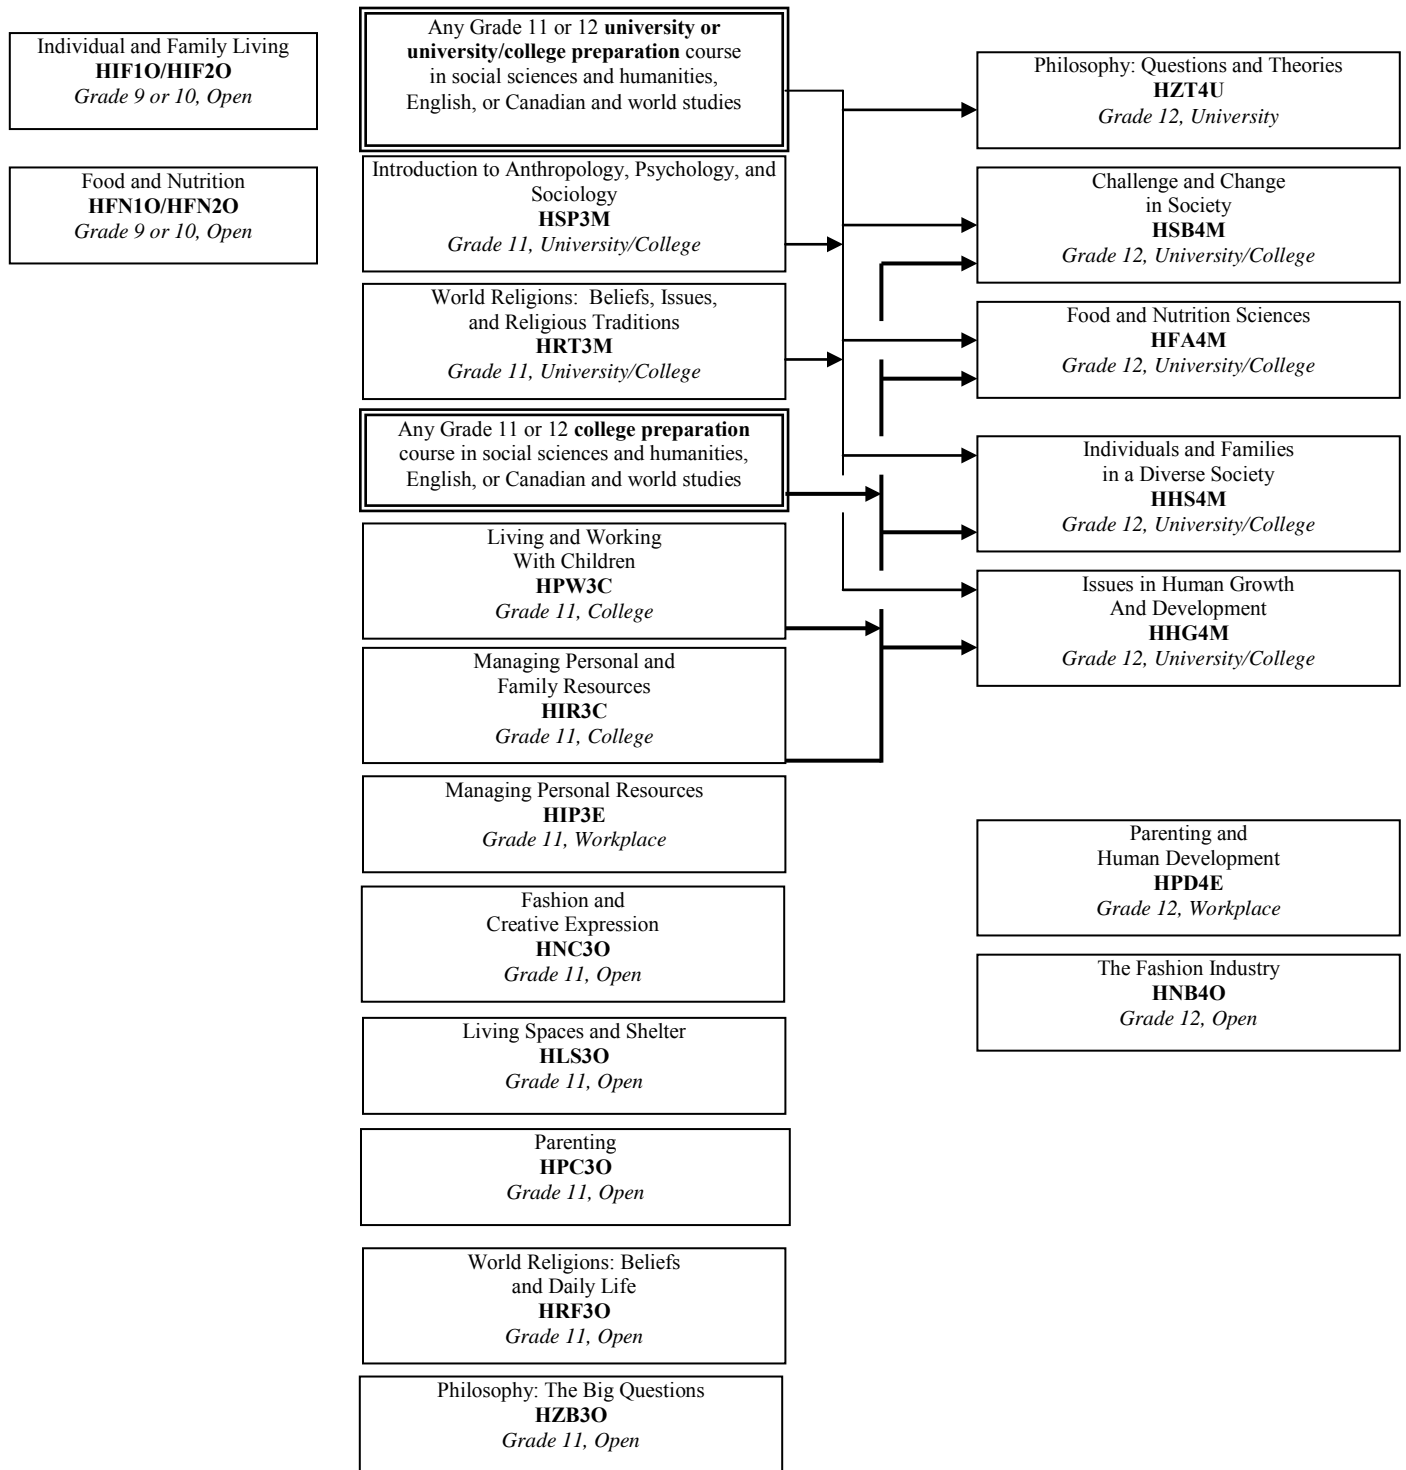 Individual and Family Living
HIF1O/HIF2O
Grade 9 or 10, Open
Food and Nutrition
HFN1O/HFN2O
Grade 9 or 10, Open
Any Grade 11 or 12 university or
university/college preparation course
in social sciences and humanities,
English, or Canadian and world studies
Introduction to Anthropology, Psychology, and
Sociology
HSP3M
Grade 11, University/College
World Religions: Beliefs, Issues,
and Religious Traditions
HRT3M
Grade 11, University/College
Any Grade 11 or 12 college preparation
course in social sciences and humanities,
English, or Canadian and world studies
Living and Working
With Children
HPW3C
Grade 11, College
Managing Personal and
Family Resources
HIR3C
Grade 11, College
Managing Personal Resources
HIP3E
Grade 11, Workplace
Fashion and
Creative Expression
HNC3O
Grade 11, Open
Living Spaces and Shelter
HLS3O
Grade 11, Open
Parenting
HPC3O
Grade 11, Open
World Religions: Beliefs
and Daily Life
HRF3O
Grade 11, Open
Philosophy: The Big Questions
HZB3O
Grade 11, Open
Philosophy: Questions and Theories
HZT4U
Grade 12, University
Challenge and Change
in Society
HSB4M
Grade 12, University/College
Food and Nutrition Sciences
HFA4M
Grade 12, University/College
Individuals and Families
in a Diverse Society
HHS4M
Grade 12, University/College
Issues in Human Growth
And Development
HHG4M
Grade 12, University/College
Parenting and
Human Development
HPD4E
Grade 12, Workplace
The Fashion Industry
HNB4O
Grade 12, Open